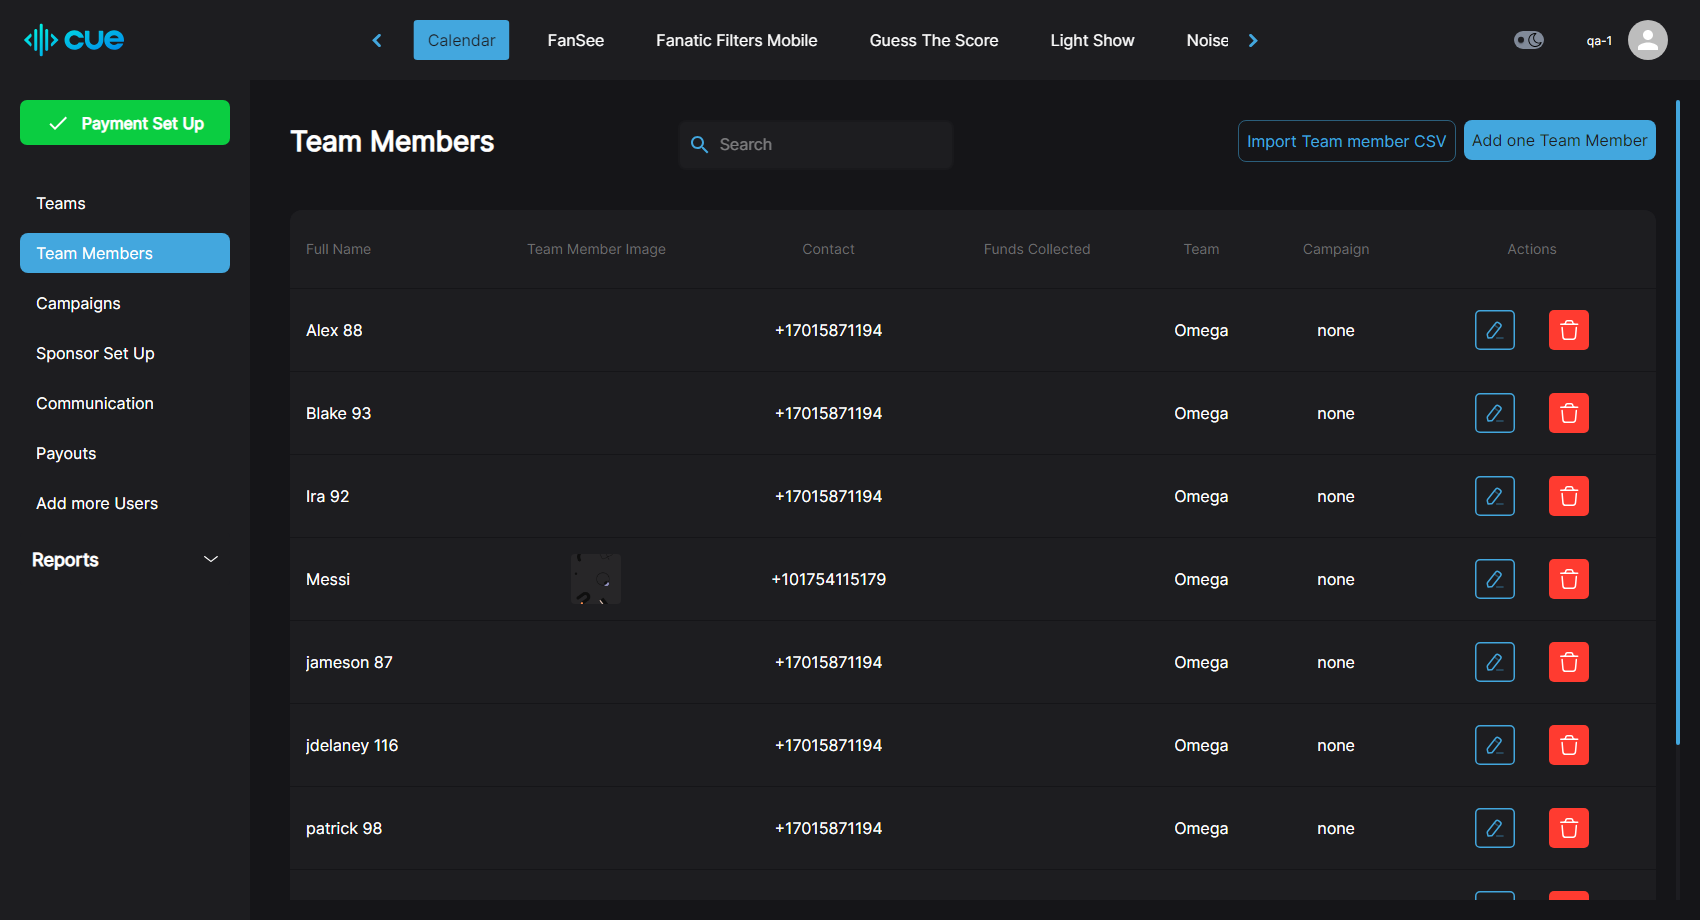 cue
Calendar
FanSee
Fanatic Filters Mobile
Guess The Score
Light Show
Noise
qa-1
Payment Set Up
Teams
Team Members
Campaigns
Sponsor Set Up
Communication
Payouts
Add more Users
Reports
Team Members
Search
Import Team member CSV
Add one Team Member
Full Name Team Member Image Contact Funds Collected Team Campaign Actions
Alex 88 +17015871194 Omega none
Blake 93 +17015871194 Omega none
Ira 92 +17015871194 Omega none
Messi +101754115179 Omega none
jameson 87 +17015871194 Omega none
jdelaney 116 +17015871194 Omega none
patrick 98 +17015871194 Omega none